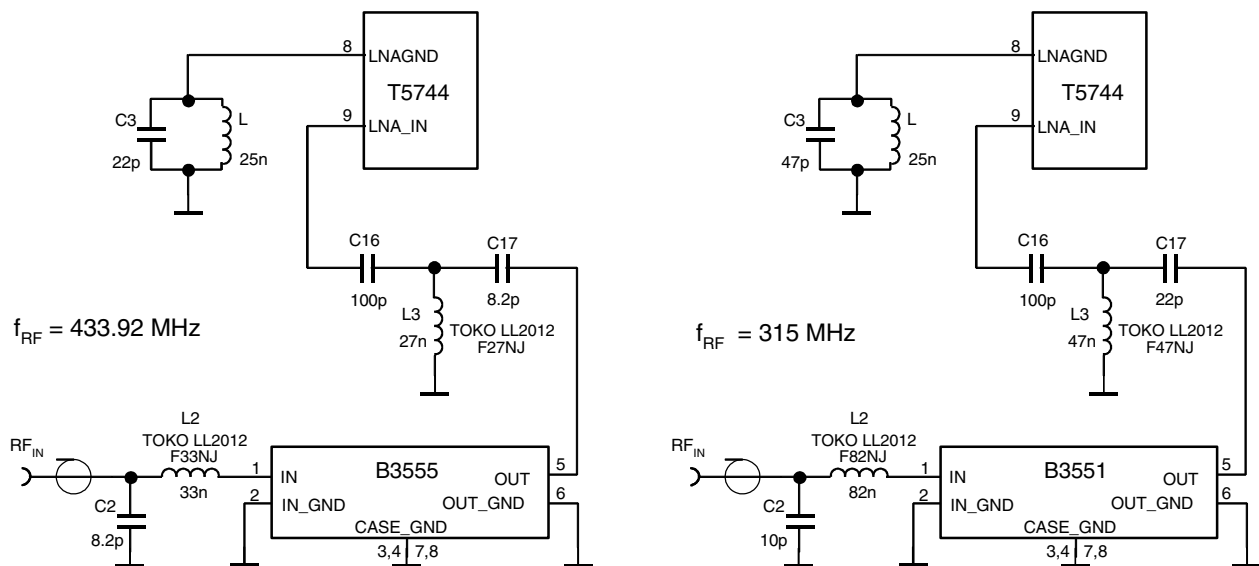 8
LNAGND
T5744
C3
L
9
LNA_IN
22p
25n
C16
C17
100p
8.2p
L3
TOKO LL2012
27n
F27NJ
f_RF = 433.92 MHz
L2
TOKO LL2012
F33NJ
RF_IN
1
IN
B3555
5
OUT
33n
2
IN_GND
OUT_GND
6
C2
CASE_GND
8.2p
3,4
7,8
8
LNAGND
T5744
C3
L
9
LNA_IN
47p
25n
C16
C17
100p
22p
L3
TOKO LL2012
47n
F47NJ
f_RF = 315 MHz
L2
TOKO LL2012
F82NJ
RF_IN
1
IN
B3551
5
OUT
82n
2
IN_GND
OUT_GND
6
C2
CASE_GND
10p
3,4
7,8